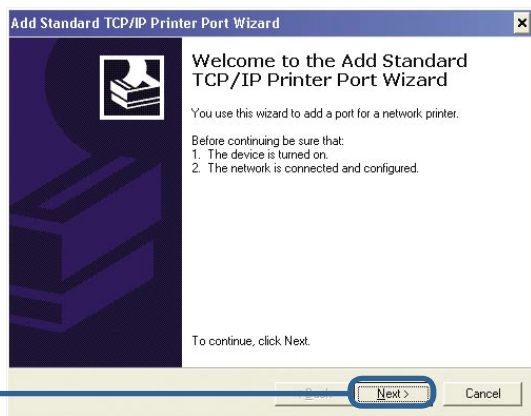 Add Standard TCP/IP Printer Port Wizard
Welcome to the Add Standard
TCP/IP Printer Port Wizard
You use this wizard to add a port for a network printer.
Before continuing be sure that:
1. The device is turned on.
2. The network is connected and configured.
To continue, click Next.
Next >
Cancel